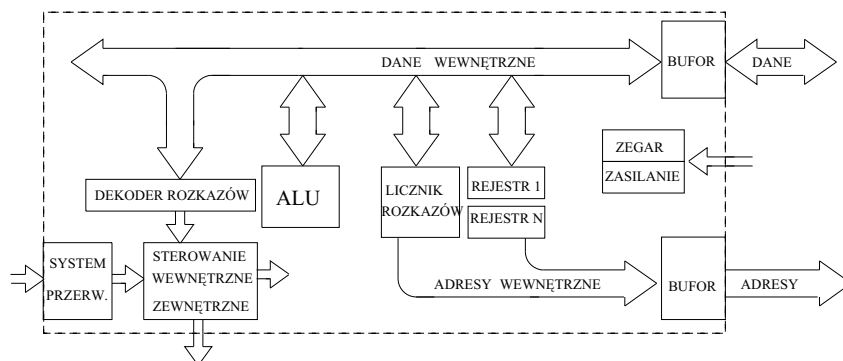 DANE WEWNĘTRZNE
BUFOR
DANE
ZEGAR
ZASILANIE
DEKODER ROZKAZÓW
ALU
LICZNIK
ROZKAZÓW
REJESTR 1
REJESTR N
SYSTEM
PRZERW.
STEROWANIE
WEWNĘTRZNE
ZEWNĘTRZNE
ADRESY WEWNĘTRZNE
BUFOR
ADRESY